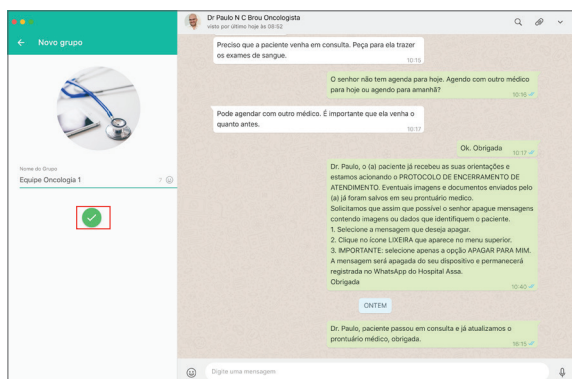 Novo grupo
Nome do Grupo
Equipe Oncologia 1
7
Dr Paulo N C Brou Oncologista
visto por último hoje às 08:52
Preciso que a paciente venha em consulta. Peça para ela trazer
os exames de sangue.
10:15
O senhor não tem agenda para hoje. Agendo com outro médico
para hoje ou agendo para amanhã?
10:16
Pode agendar com outro médico. É importante que ela venha o
quanto antes.
10:17
Ok. Obrigada
10:17
Dr. Paulo, o (a) paciente já recebeu as suas orientações e
estamos acionando o PROTOCOLO DE ENCERRAMENTO DE
ATENDIMENTO. Eventuais imagens e documentos enviados pelo
(a) já foram salvos em seu prontuário medico.
Solicitamos que assim que possível o senhor apague mensagens
contendo imagens ou dados que identifiquem o paciente.
1. Selecione a mensagem que deseja apagar.
2. Clique no ícone LIXEIRA que aparece no menu superior.
3. IMPORTANTE: selecione apenas a opção APAGAR PARA MIM.
A mensagem será apagada do seu dispositivo e permanecerá
registrada no WhatsApp do Hospital Assa.
Obrigada
10:40
ONTEM
Dr. Paulo, paciente passou em consulta e já atualizamos o
prontuário médico, obrigada.
16:15
Digite uma mensagem